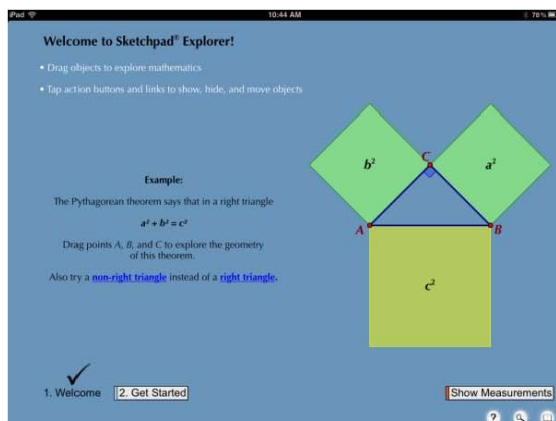 iPad 10:44 AM 78%
Welcome to Sketchpad® Explorer!
• Drag objects to explore mathematics
• Tap action buttons and links to show, hide, and move objects
Example:
The Pythagorean theorem says that in a right triangle
a² + b² = c²
Drag points A, B, and C to explore the geometry
of this theorem.
Also try a non-right triangle instead of a right triangle.
b²
C
a²
A
B
c²
1. Welcome
2. Get Started
Show Measurements
?